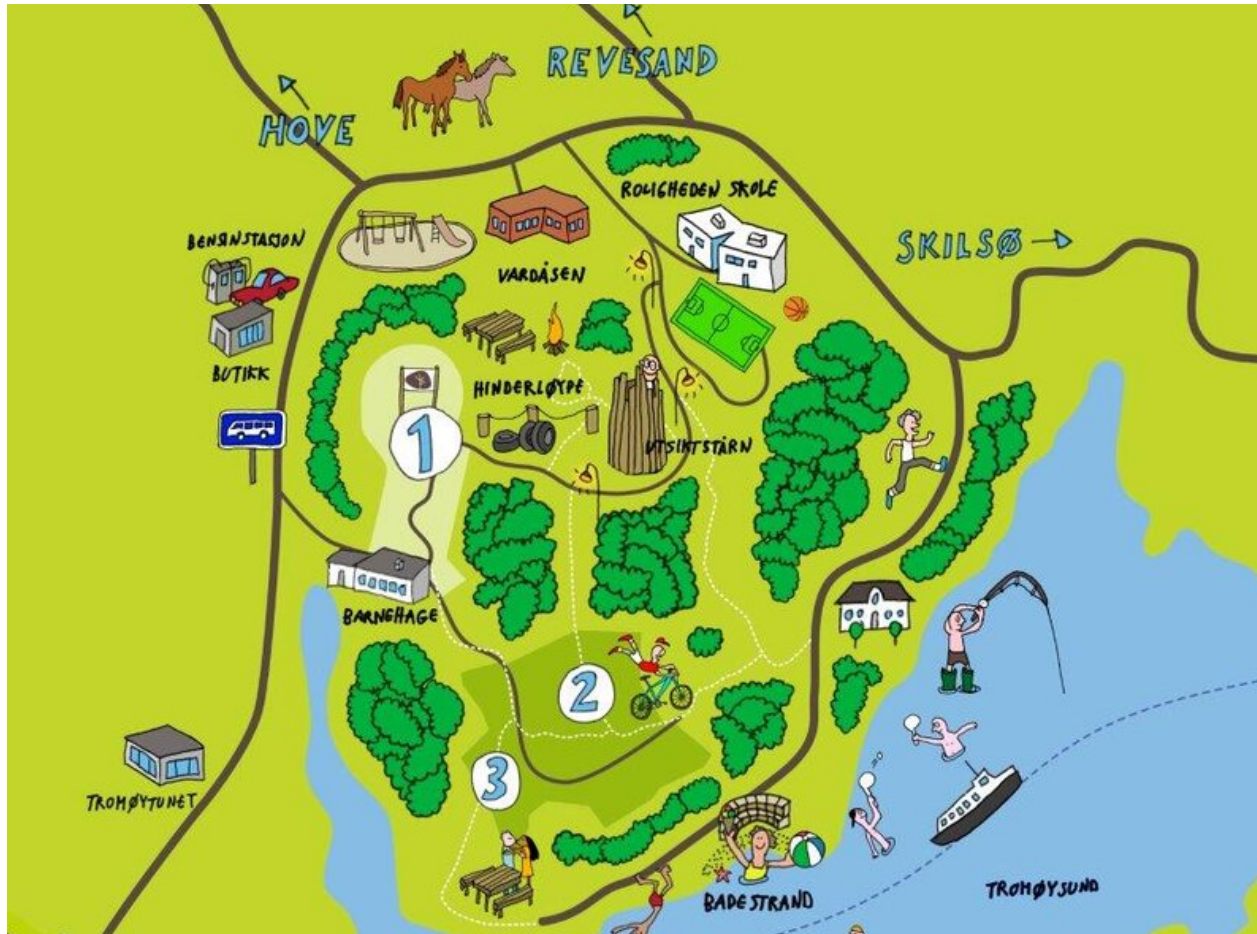 REVESAND
HOVE
ROLIGHEDEN SKOLE
BENSINSTASJON
SKILSØ
VARDÅSEN
BUTIKK
HINDERLØYPE
1
UTSIKTSTÅRN
BARNEHAGE
2
3
TROMØYTUNET
BADESTRAND
TROMØYSUND